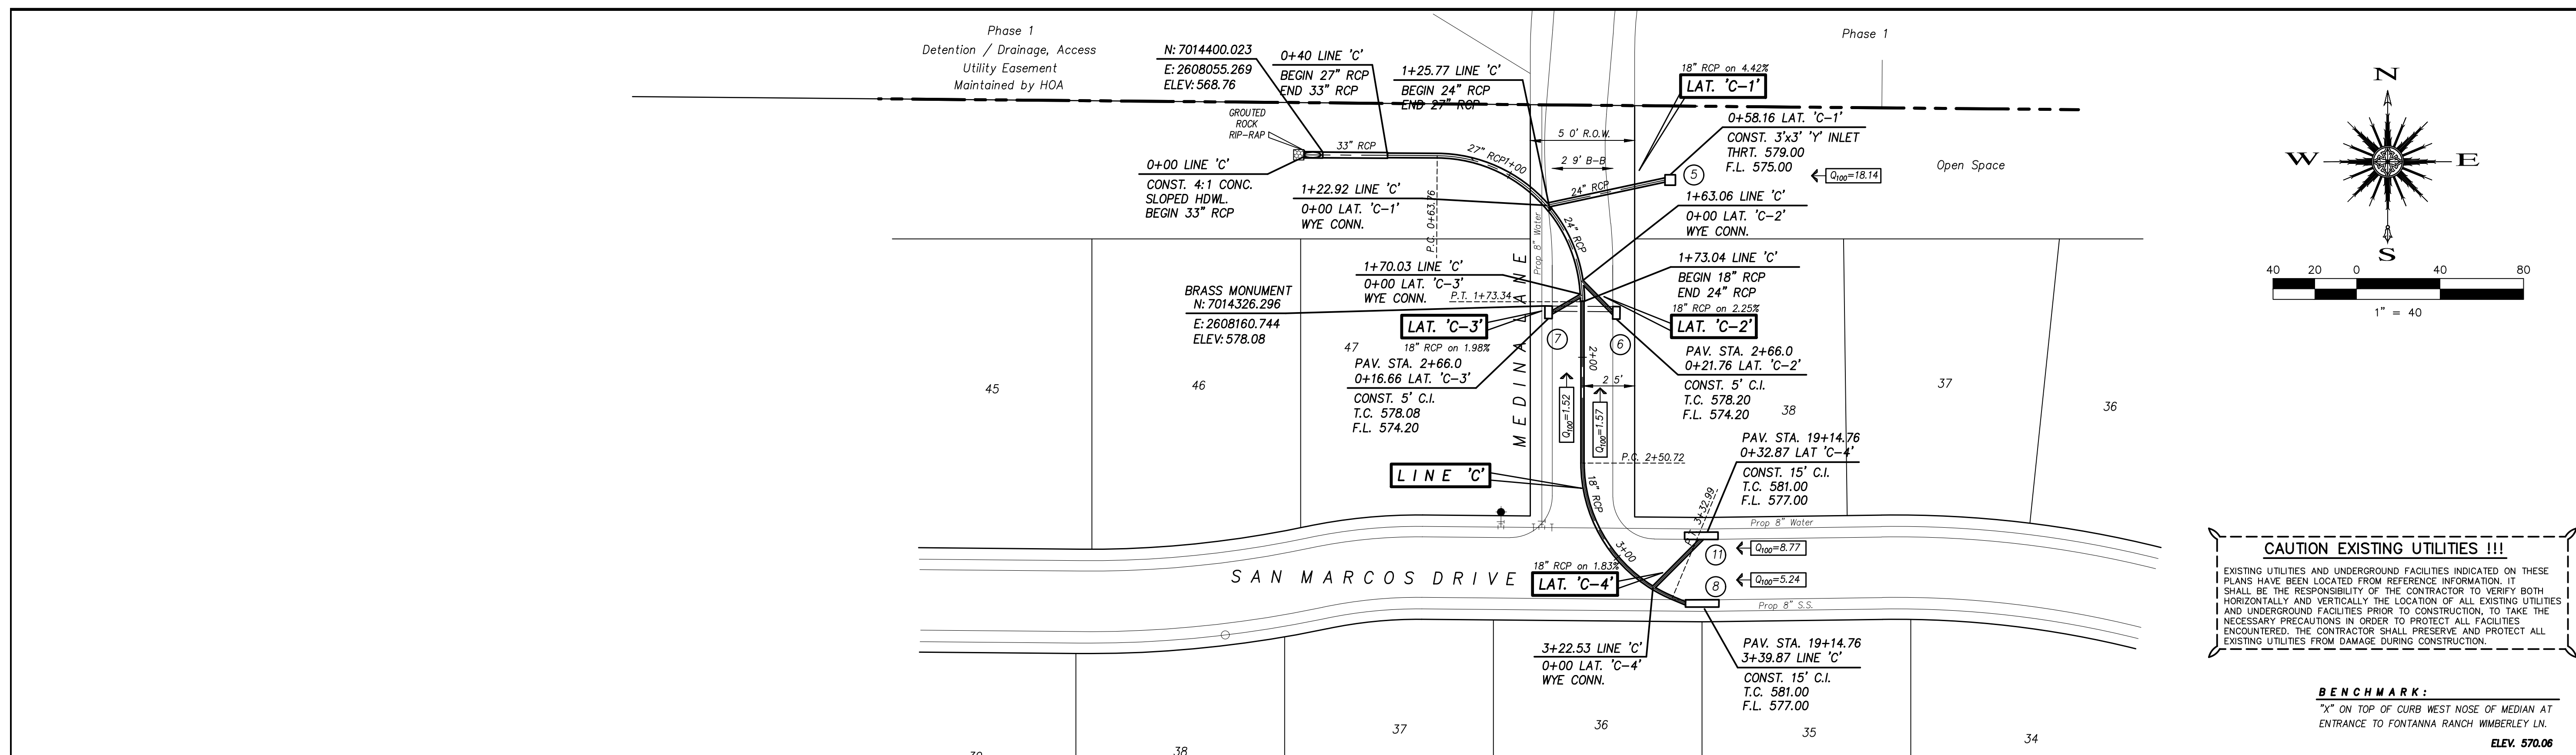 Phase 1
Detention / Drainage, Access
Utility Easement
Maintained by HOA
N: 7014400.023
E: 2608055.269
ELEV: 568.76
0+40 LINE 'C'
BEGIN 27" RCP
END 33" RCP
1+25.77 LINE 'C'
BEGIN 24" RCP
END 27" RCP
18" RCP on 4.42%
LAT. 'C-1'
Phase 1
GROUTED
ROCK
RIP-RAP
33" RCP
27" RCP
1+00
5 0' R.O.W.
2 9' B-B
0+58.16 LAT. 'C-1'
CONST. 3'x3' 'Y' INLET
THRT. 579.00
F.L. 575.00
Q100=18.14
5
Open Space
0+00 LINE 'C'
CONST. 4:1 CONC.
SLOPED HDWL.
BEGIN 33" RCP
P.C. 0+63.76
1+22.92 LINE 'C'
0+00 LAT. 'C-1'
WYE CONN.
24" RCP
24" RCP
Prop 8" Water
1+63.06 LINE 'C'
0+00 LAT. 'C-2'
WYE CONN.
1+70.03 LINE 'C'
0+00 LAT. 'C-3'
WYE CONN.
P.T. 1+73.34
1+73.04 LINE 'C'
BEGIN 18" RCP
END 24" RCP
18" RCP on 2.25%
LAT. 'C-2'
BRASS MONUMENT
N: 7014326.296
E: 2608160.744
ELEV: 578.08
LAT. 'C-3'
18" RCP on 1.98%
7
6
47
PAV. STA. 2+66.0
0+16.66 LAT. 'C-3'
CONST. 5' C.I.
T.C. 578.08
F.L. 574.20
MEDINA LANE
2+00
2 5'
Q100=1.52
Q100=1.57
PAV. STA. 2+66.0
0+21.76 LAT. 'C-2'
CONST. 5' C.I.
T.C. 578.20
F.L. 574.20
45
46
38
37
36
LINE 'C'
P.C. 2+50.72
18" RCP
3+00
PAV. STA. 19+14.76
0+32.87 LAT 'C-4'
CONST. 15' C.I.
T.C. 581.00
F.L. 577.00
P.T. 3+32.99
Prop 8" Water
11
Q100=8.77
8
Q100=5.24
SAN MARCOS DRIVE
18" RCP on 1.83%
LAT. 'C-4'
Prop 8" S.S.
3+22.53 LINE 'C'
0+00 LAT. 'C-4'
WYE CONN.
PAV. STA. 19+14.76
3+39.87 LINE 'C'
CONST. 15' C.I.
T.C. 581.00
F.L. 577.00
39
38
37
36
35
34
N
W
E
S
40 20 0 40 80
1" = 40
CAUTION EXISTING UTILITIES !!!
EXISTING UTILITIES AND UNDERGROUND FACILITIES INDICATED ON THESE
PLANS HAVE BEEN LOCATED FROM REFERENCE INFORMATION. IT
SHALL BE THE RESPONSIBILITY OF THE CONTRACTOR TO VERIFY BOTH
HORIZONTALLY AND VERTICALLY THE LOCATION OF ALL EXISTING UTILITIES
AND UNDERGROUND FACILITIES PRIOR TO CONSTRUCTION, TO TAKE THE
NECESSARY PRECAUTIONS IN ORDER TO PROTECT ALL FACILITIES
ENCOUNTERED. THE CONTRACTOR SHALL PRESERVE AND PROTECT ALL
EXISTING UTILITIES FROM DAMAGE DURING CONSTRUCTION.
BENCHMARK:
"X" ON TOP OF CURB WEST NOSE OF MEDIAN AT
ENTRANCE TO FONTANNA RANCH WIMBERLEY LN.
ELEV. 570.06